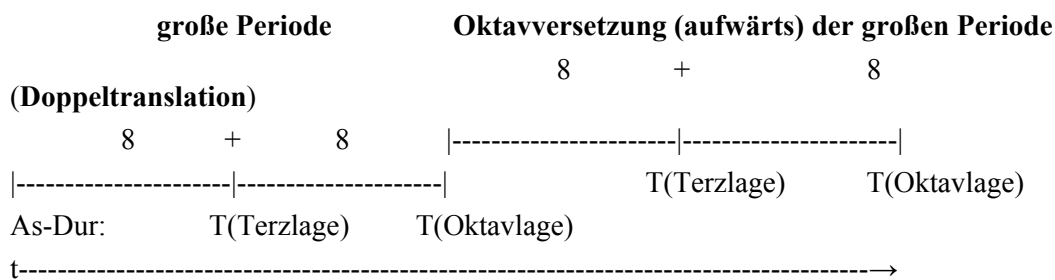 große Periode Oktavversetzung (aufwärts) der großen Periode
8 + 8
(Doppeltranslation)
8 + 8 |----------------------|---------------------|
|---------------------|--------------------| T(Terzlage) T(Oktavlage)
As-Dur: T(Terzlage) T(Oktavlage)
t----------------------------------------------------------------------------------→